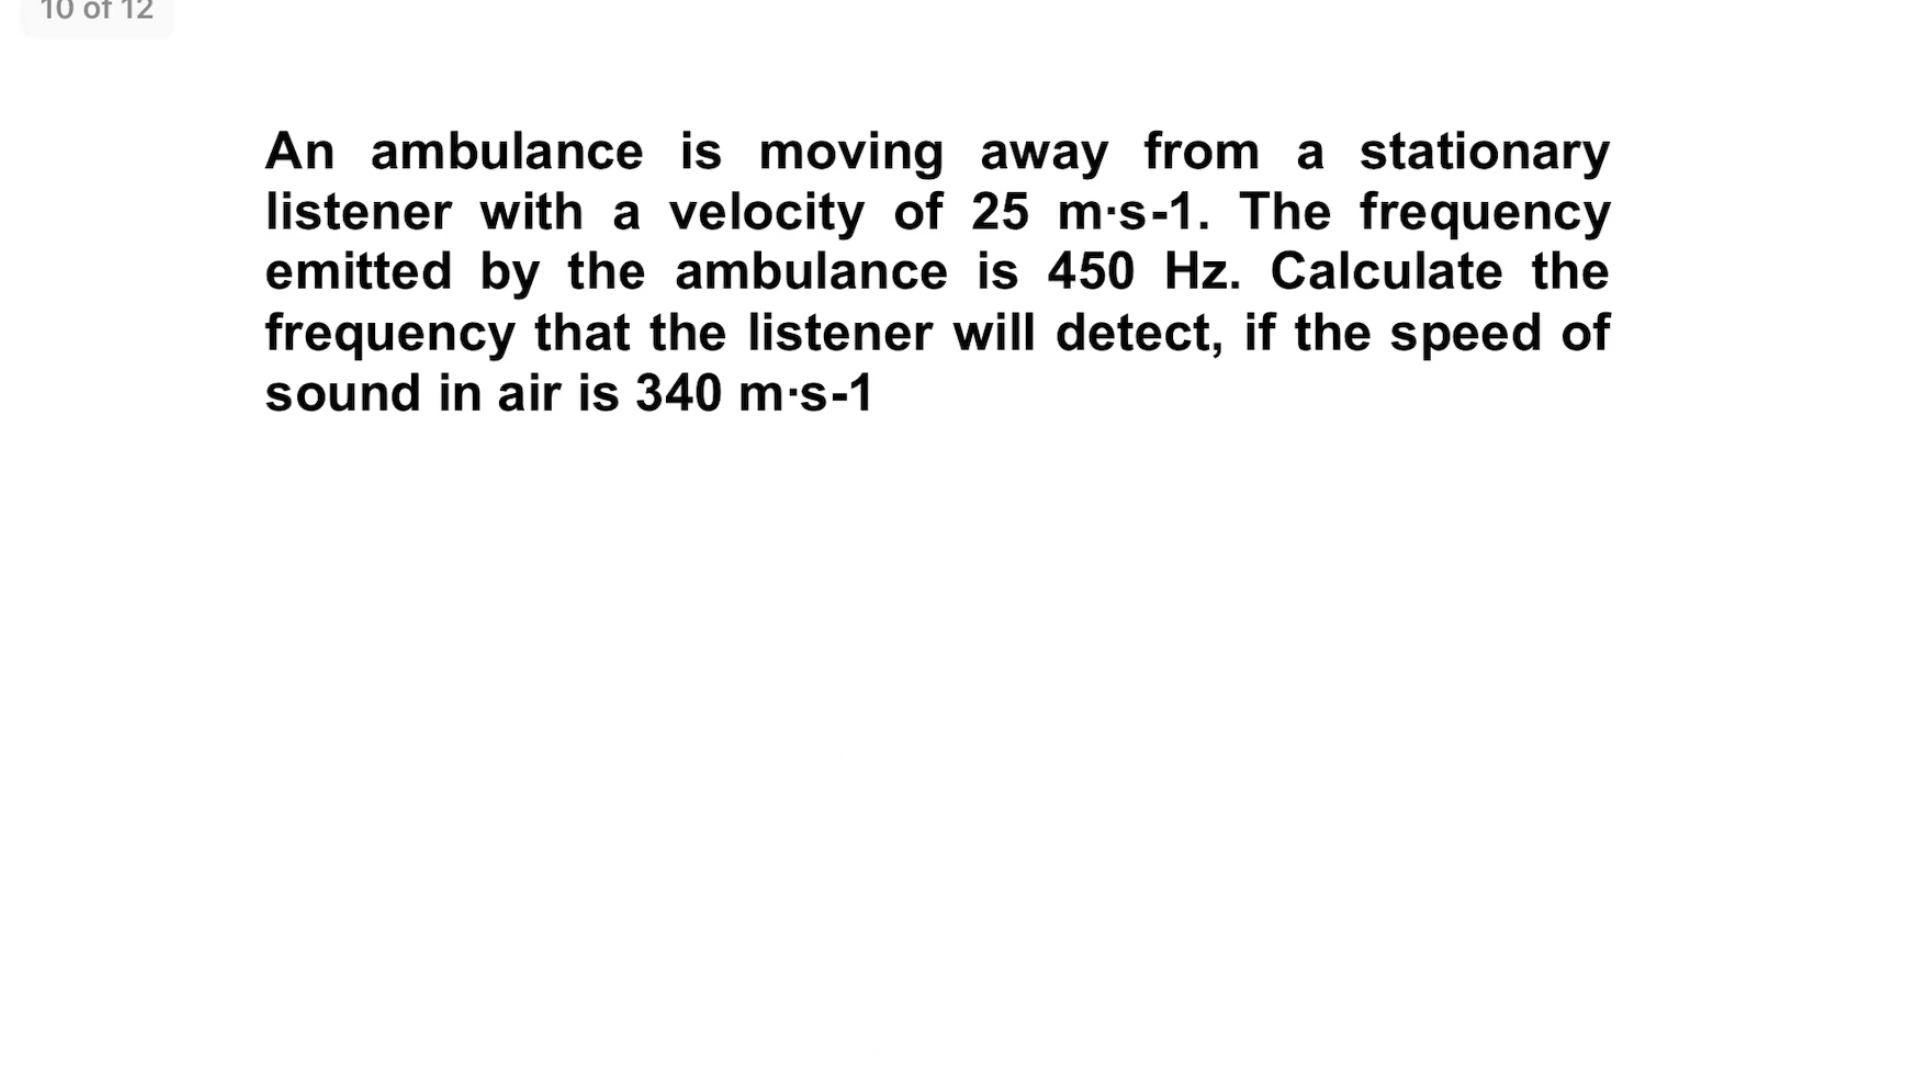 10 of 12
An ambulance is moving away from a stationary
listener with a velocity of 25 m·s-1. The frequency
emitted by the ambulance is 450 Hz. Calculate the
frequency that the listener will detect, if the speed of
sound in air is 340 m·s-1